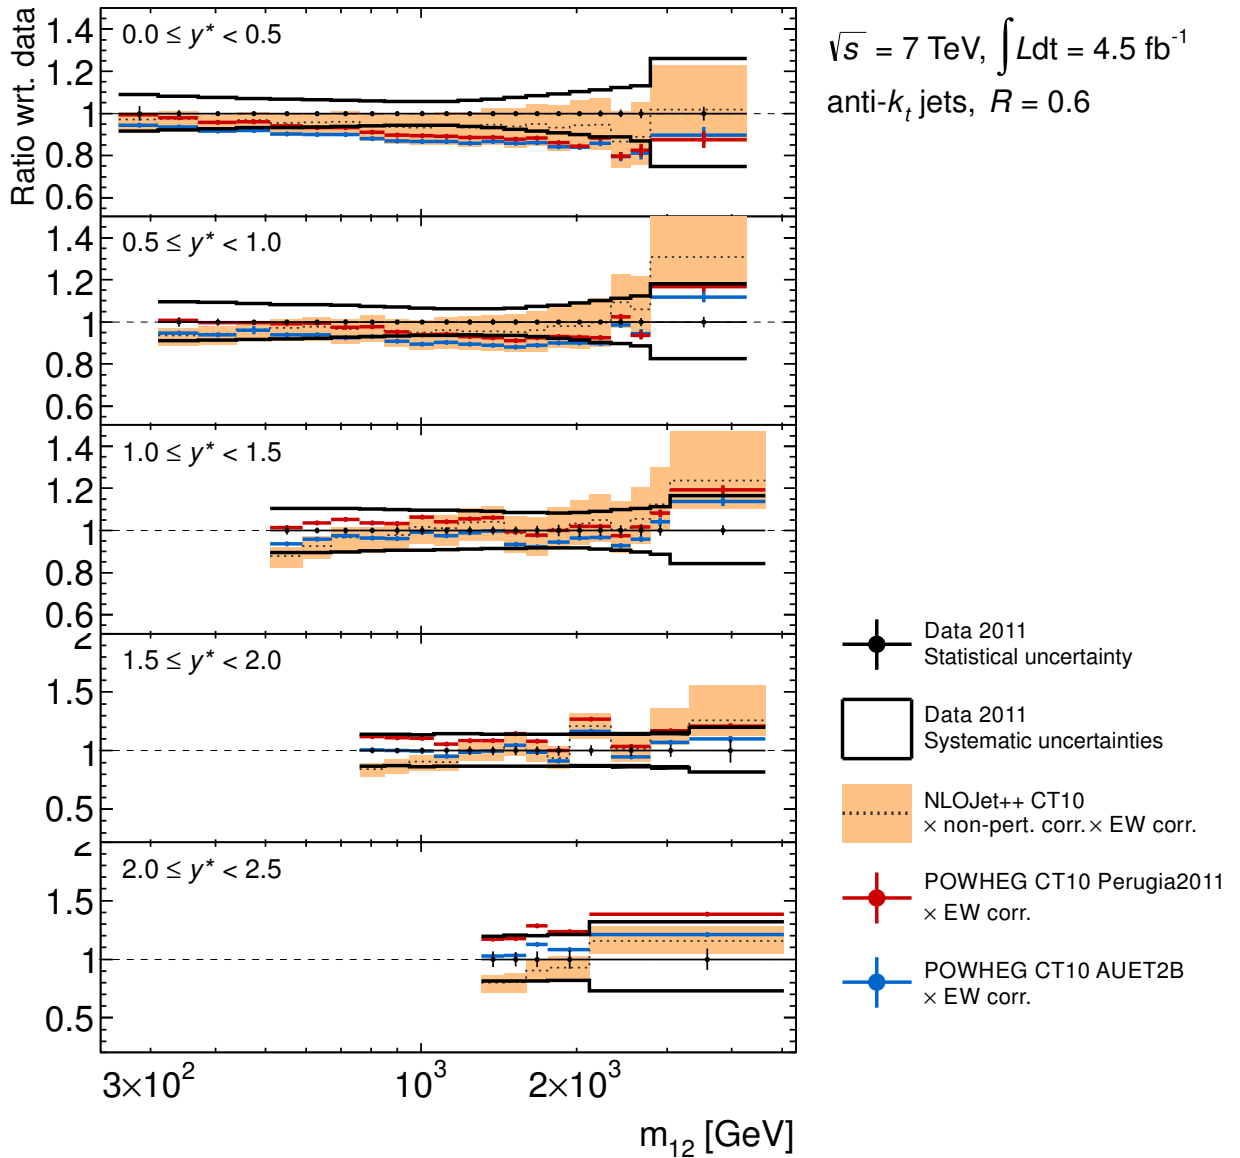 Ratio wrt. data
0.0 ≤ y* < 0.5
1.4
1.2
1
0.8
0.6
√s = 7 TeV, ∫Ldt = 4.5 fb⁻¹
anti-kₜ jets, R = 0.6
0.5 ≤ y* < 1.0
1.4
1.2
1
0.8
0.6
1.0 ≤ y* < 1.5
1.4
1.2
1
0.8
0.6
1.5 ≤ y* < 2.0
2
1.5
1
0.5
2.0 ≤ y* < 2.5
2
1.5
1
0.5
3×10²
10³
2×10³
m₁₂ [GeV]
Data 2011
Statistical uncertainty
Data 2011
Systematic uncertainties
NLOJet++ CT10
× non-pert. corr. × EW corr.
POWHEG CT10 Perugia2011
× EW corr.
POWHEG CT10 AUET2B
× EW corr.